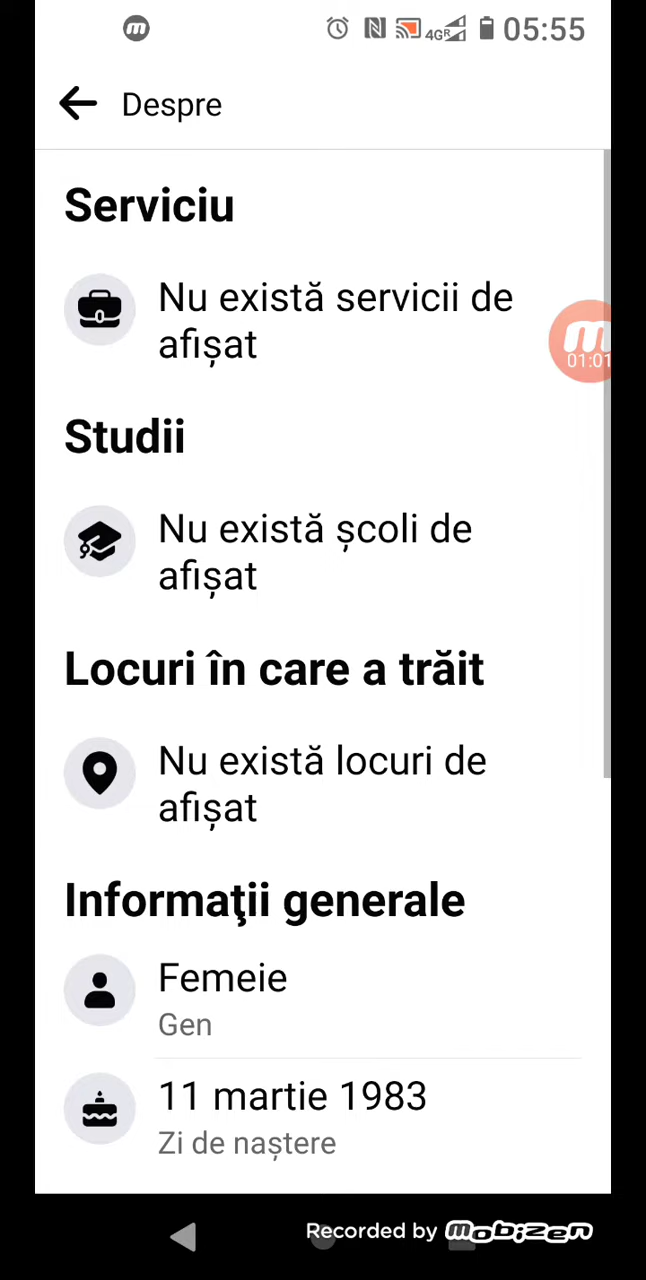 m
4GR
05:55
Despre
Serviciu
Nu există servicii de
afișat
m
01:01
Studii
Nu există școli de
afișat
Locuri în care a trăit
Nu există locuri de
afișat
Informaţii generale
Femeie
Gen
11 martie 1983
Zi de naștere
Recorded by mobizen